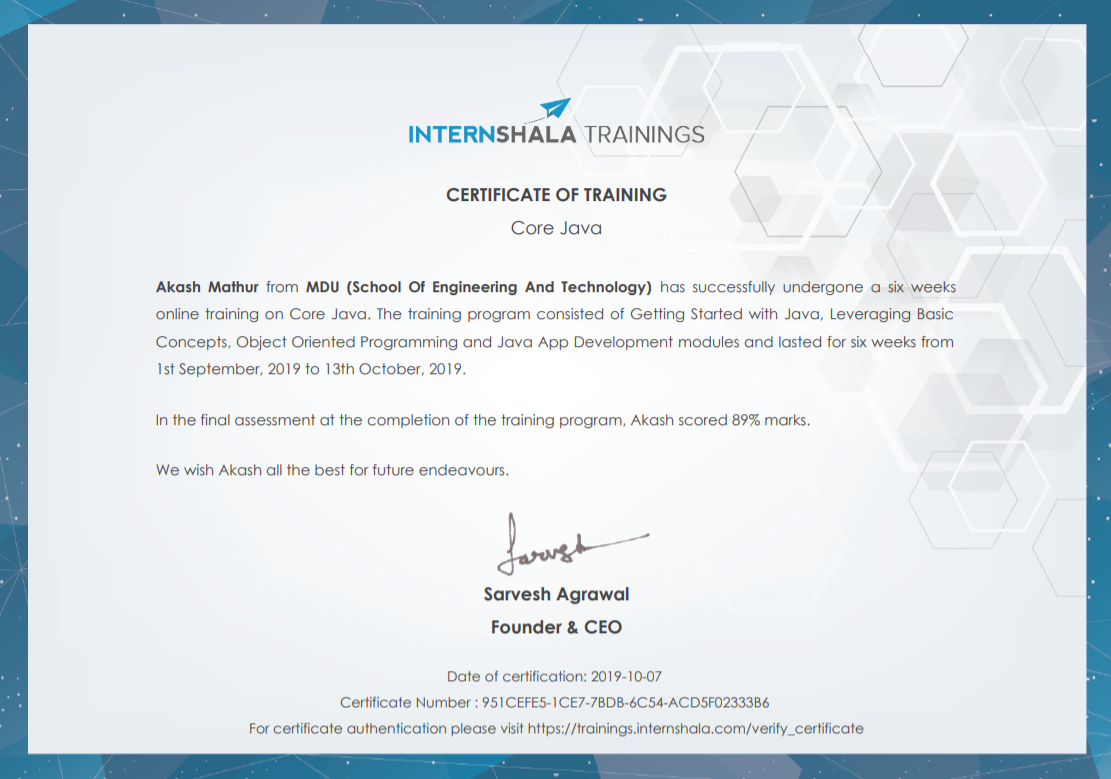 INTERNSHALA TRAININGS
CERTIFICATE OF TRAINING
Core Java
Akash Mathur from MDU (School Of Engineering And Technology) has successfully undergone a six weeks
online training on Core Java. The training program consisted of Getting Started with Java, Leveraging Basic
Concepts, Object Oriented Programming and Java App Development modules and lasted for six weeks from
1st September, 2019 to 13th October, 2019.
In the final assessment at the completion of the training program, Akash scored 89% marks.
We wish Akash all the best for future endeavours.
Sarvesh
Sarvesh Agrawal
Founder & CEO
Date of certification: 2019-10-07
Certificate Number : 951CEFE5-1CE7-7BDB-6C54-ACD5F02333B6
For certificate authentication please visit https://trainings.internshala.com/verify_certificate